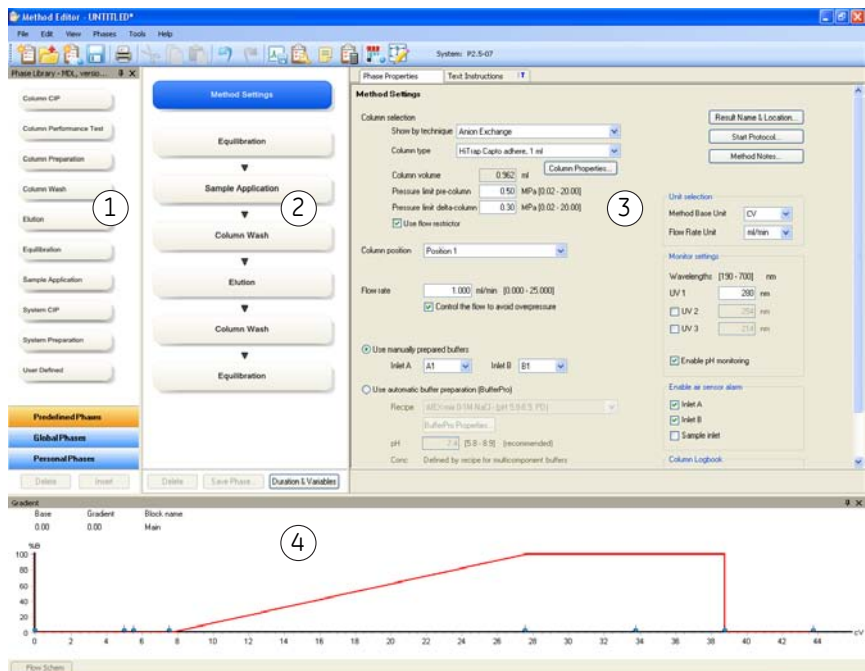 Method Editor - UNTITLED*
File Edit View Phases Tools Help
System: P2.5-07
Phase Library - MDL, versio...
Column CIP
Column Performance Test
Column Preparation
Column Wash
Elution
Equilibration
Sample Application
System CIP
System Preparation
User Defined
Predefined Phases
Global Phases
Personal Phases
Delete Insert
1
Method Settings
Equilibration
Sample Application
Column Wash
Elution
Column Wash
Equilibration
Delete Save Phase... Duration & Variables
2
Phase Properties Text Instructions T
Method Settings
Column selection
Show by technique Anion Exchange
Column type HiTrap Capto adhere, 1 ml
Column volume 0.962 ml Column Properties...
Pressure limit pre-column 0.50 MPa [0.02 - 20.00]
Pressure limit delta-column 0.30 MPa [0.02 - 20.00]
Use flow restrictor
Column position Position 1
Flow rate 1.000 ml/min [0.000 - 25.000]
Control the flow to avoid overpressure
Use manually prepared buffers
Inlet A A1 Inlet B B1
Use automatic buffer preparation (BufferPro)
Recipe
BufferPro Properties...
pH 7.4 [5.8 - 8.9] (recommended)
Conc Defined by recipe for multicomponent buffers
3
Result Name & Location...
Start Protocol...
Method Notes...
Unit selection
Method Base Unit CV
Flow Rate Unit ml/min
Monitor settings
Wavelengths [190 - 700] nm
UV 1 280 nm
UV 2 254 nm
UV 3 214 nm
Enable pH monitoring
Enable air sensor alarm
Inlet A
Inlet B
Sample inlet
Column Logbook
Gradient
Base Gradient Block name
0.00 0.00 Main
4
%B
100
80
60
40
20
0
0 2 4 6 8 10 12 14 16 18 20 22 24 26 28 30 32 34 36 38 40 42 44 cV
Flow Schem